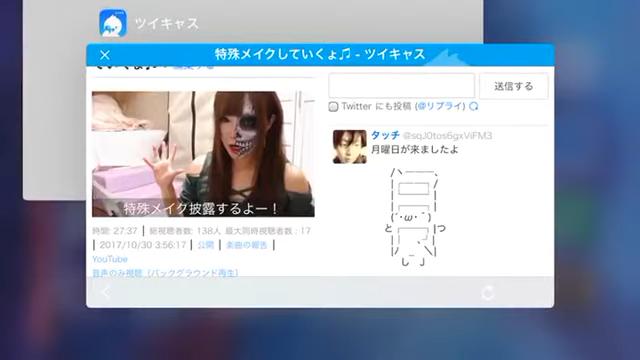 ツイキャス
特殊メイクしていくょ♫ - ツイキャス
送信する
Twitter にも投稿 (@リプライ)
タッチ @sqJ0tos6gxViFM3
月曜日が来ましたよ
(´･ω･｀)
特殊メイク披露するよー！
時間: 27:37 | 総視聴者数: 138人 最大同時視聴者数 : 17
| 2017/10/30 3:56:17 | 公開 | 楽曲の報告 |
YouTube
音声のみ視聴 (バックグラウンド再生)